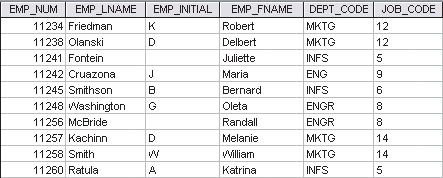 EMP_NUM EMP_LNAME EMP_INITIAL EMP_FNAME DEPT_CODE JOB_CODE
11234 Friedman K Robert MKTG 12
11238 Olanski D Delbert MKTG 12
11241 Fontein Juliette INFS 5
11242 Cruazona J Maria ENG 9
11245 Smithson B Bernard INFS 6
11248 Washington G Oleta ENGR 8
11256 McBride Randall ENGR 8
11257 Kachinn D Melanie MKTG 14
11258 Smith W William MKTG 14
11260 Ratula A Katrina INFS 5